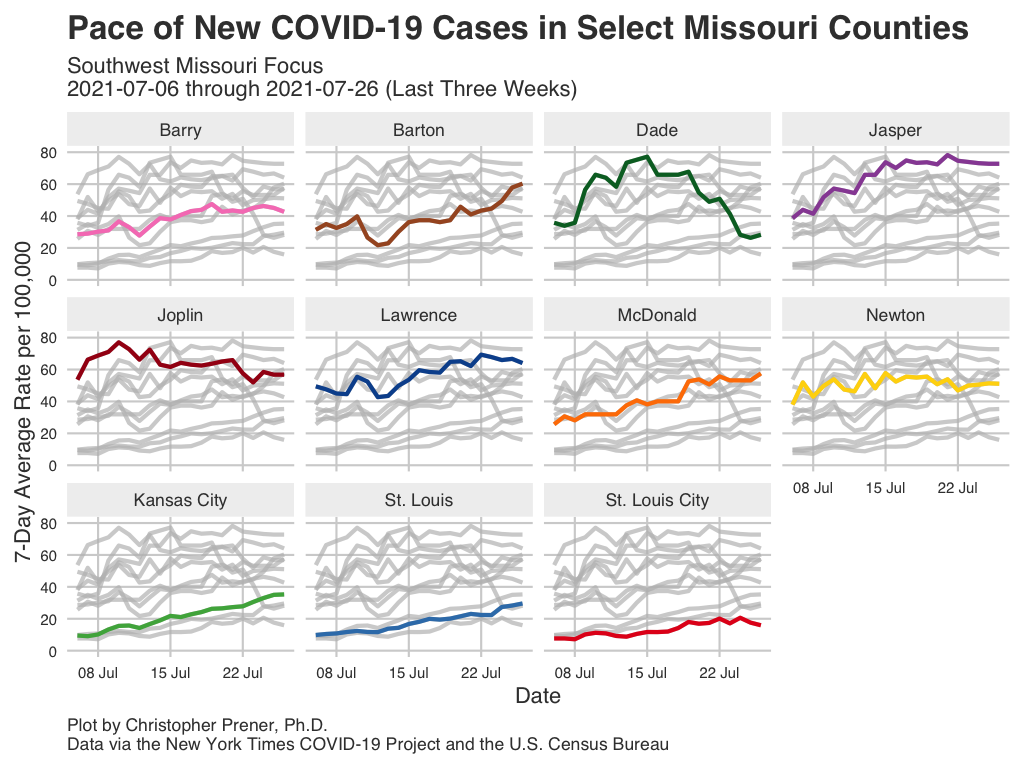 Pace of New COVID-19 Cases in Select Missouri Counties
Southwest Missouri Focus
2021-07-06 through 2021-07-26 (Last Three Weeks)
7-Day Average Rate per 100,000
Barry Barton Dade Jasper
80
60
40
20
0
Joplin Lawrence McDonald Newton
80
60
40
20
0
08 Jul 15 Jul 22 Jul
Kansas City St. Louis St. Louis City
80
60
40
20
0
08 Jul 15 Jul 22 Jul 08 Jul 15 Jul 22 Jul 08 Jul 15 Jul 22 Jul
Date
Plot by Christopher Prener, Ph.D.
Data via the New York Times COVID-19 Project and the U.S. Census Bureau